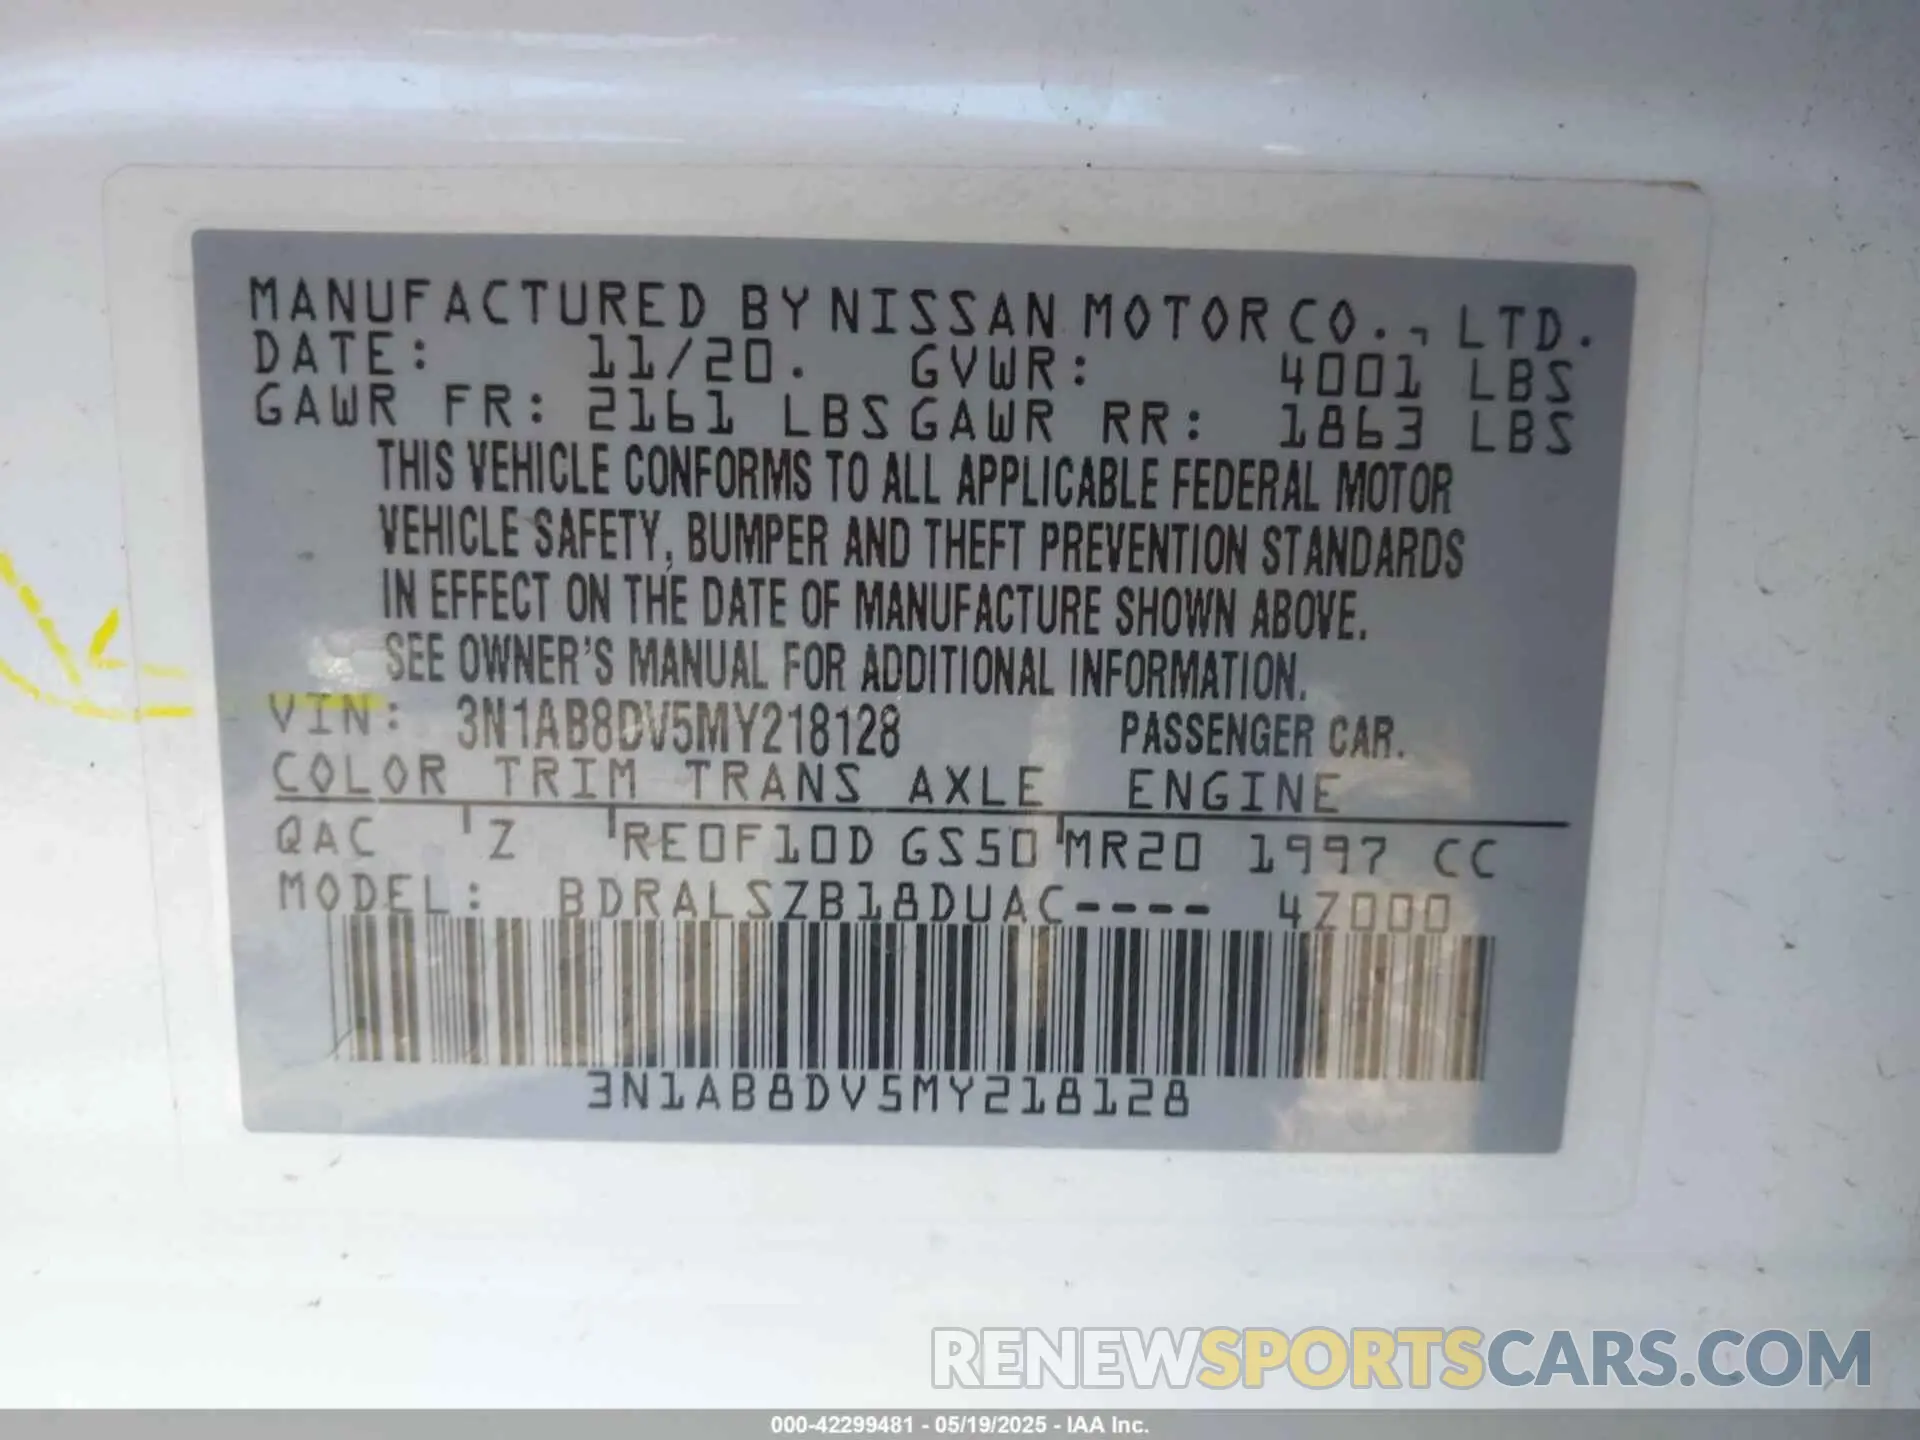 MANUFACTURED BY NISSAN MOTOR CO., LTD.
DATE: 11/20. GVWR: 4001 LBS
GAWR FR: 2161 LBS GAWR RR: 1863 LBS
THIS VEHICLE CONFORMS TO ALL APPLICABLE FEDERAL MOTOR
VEHICLE SAFETY, BUMPER AND THEFT PREVENTION STANDARDS
IN EFFECT ON THE DATE OF MANUFACTURE SHOWN ABOVE.
SEE OWNER'S MANUAL FOR ADDITIONAL INFORMATION.
VIN: 3N1AB8DV5MY218128 PASSENGER CAR.
COLOR TRIM TRANS AXLE ENGINE
QAC Z RE0F10D GS50 MR20 1997 CC
MODEL: BDRALSZB18DUAC---- 4Z000
3N1AB8DV5MY218128
RENEWSPORTSCARS.COM
000-42299481 - 05/19/2025 - IAA Inc.